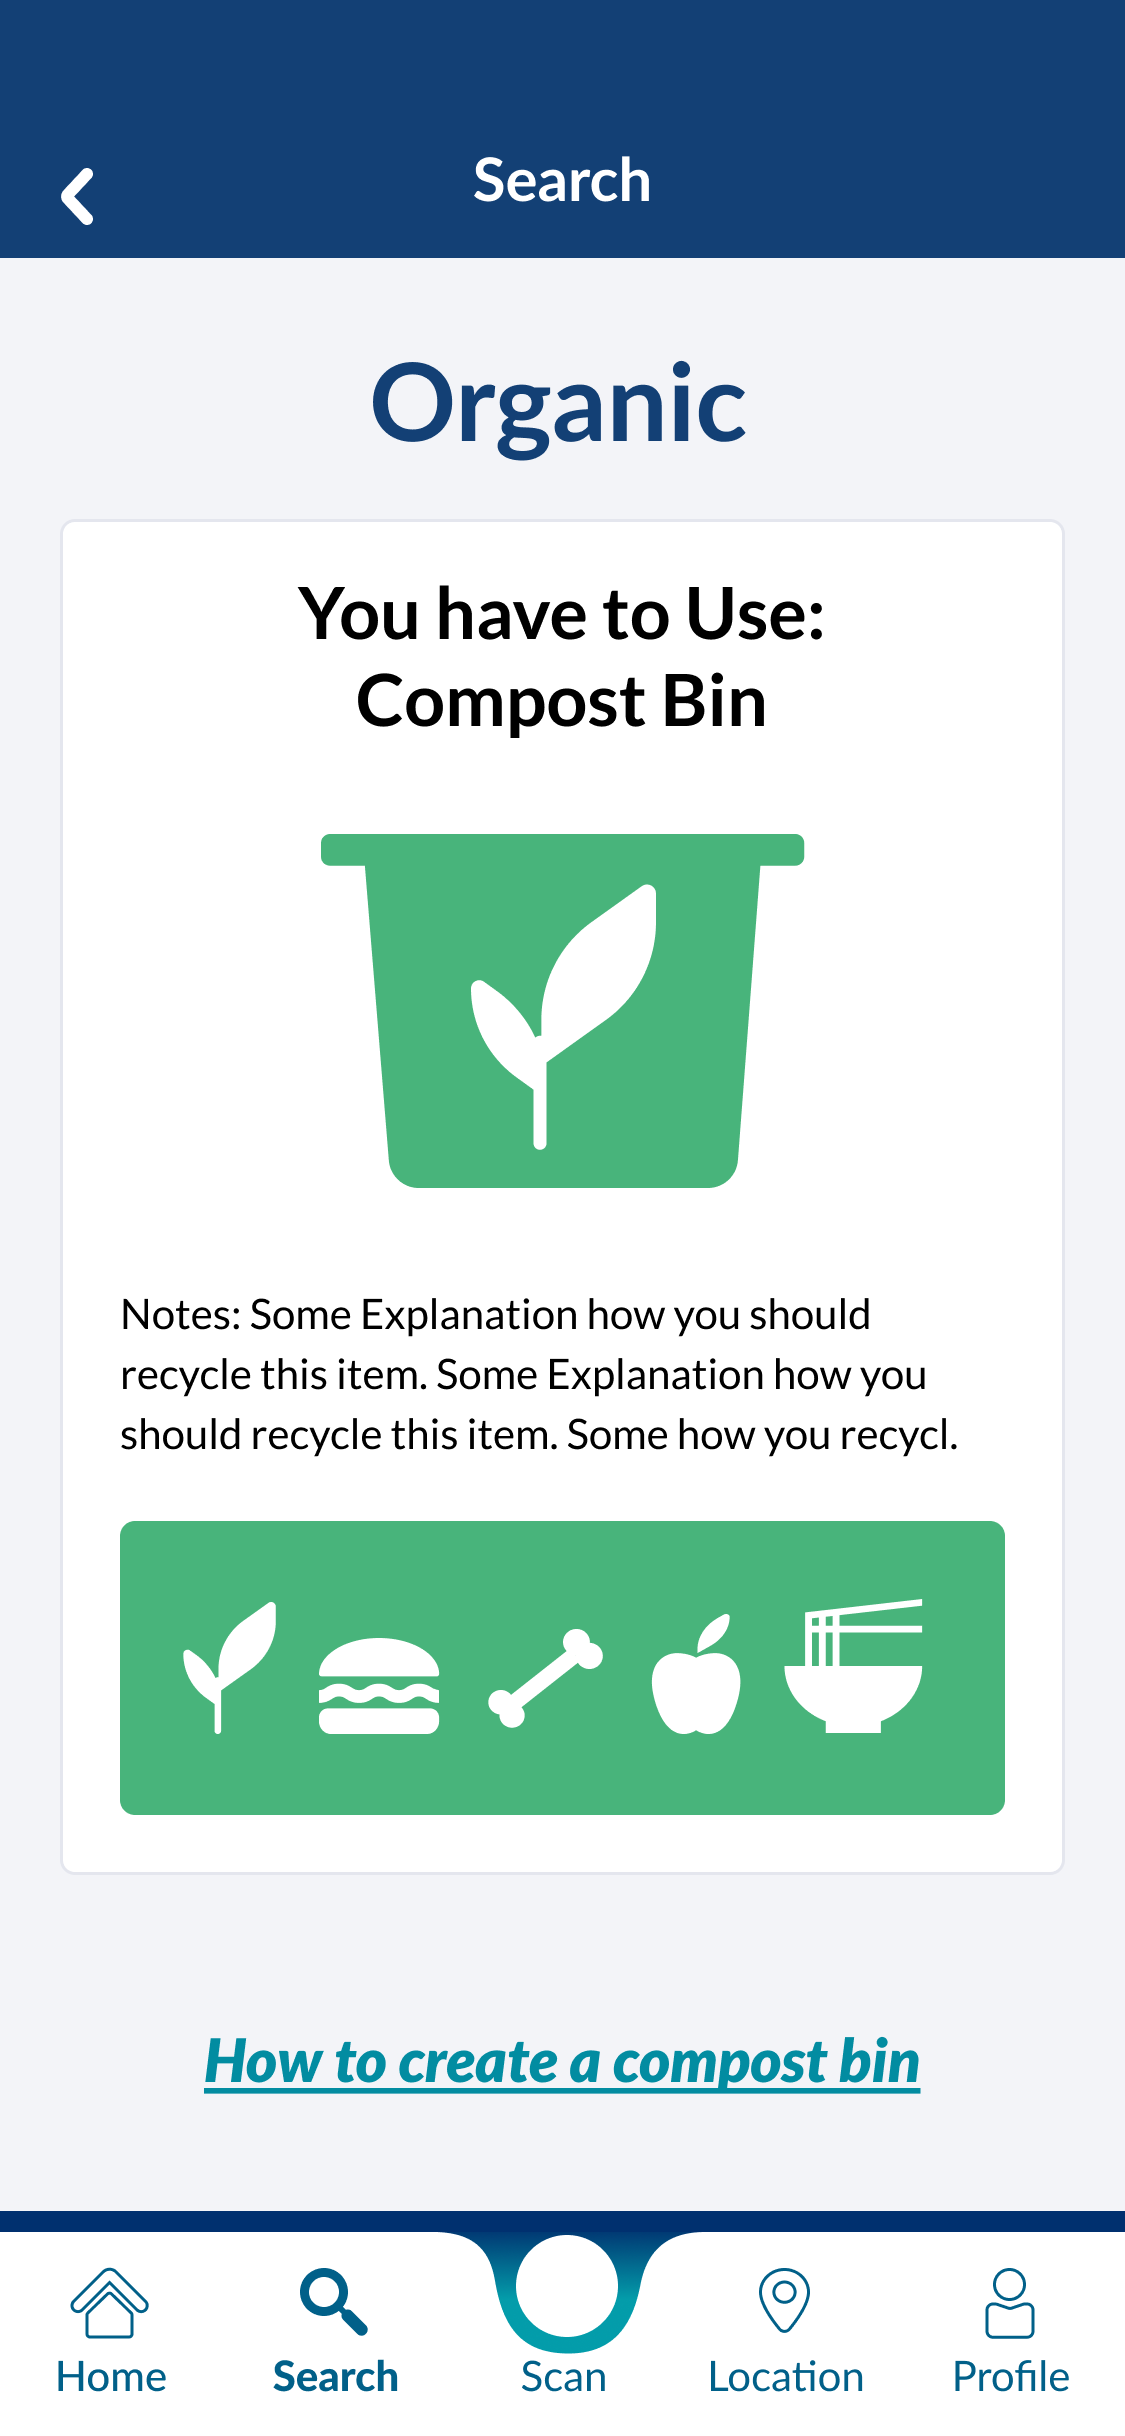 Search
Organic
You have to Use:
Compost Bin
Notes: Some Explanation how you should
recycle this item. Some Explanation how you
should recycle this item. Some how you recycl.
How to create a compost bin
Home
Search
Scan
Location
Profile